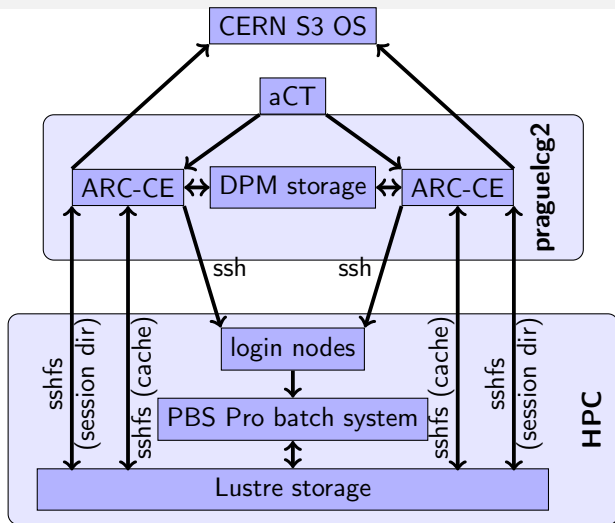 CERN S3 OS
aCT
praguelcg2
ARC-CE
DPM storage
ARC-CE
ssh
ssh
HPC
login nodes
sshfs
(session dir)
sshfs (cache)
sshfs (cache)
sshfs
(session dir)
PBS Pro batch system
Lustre storage